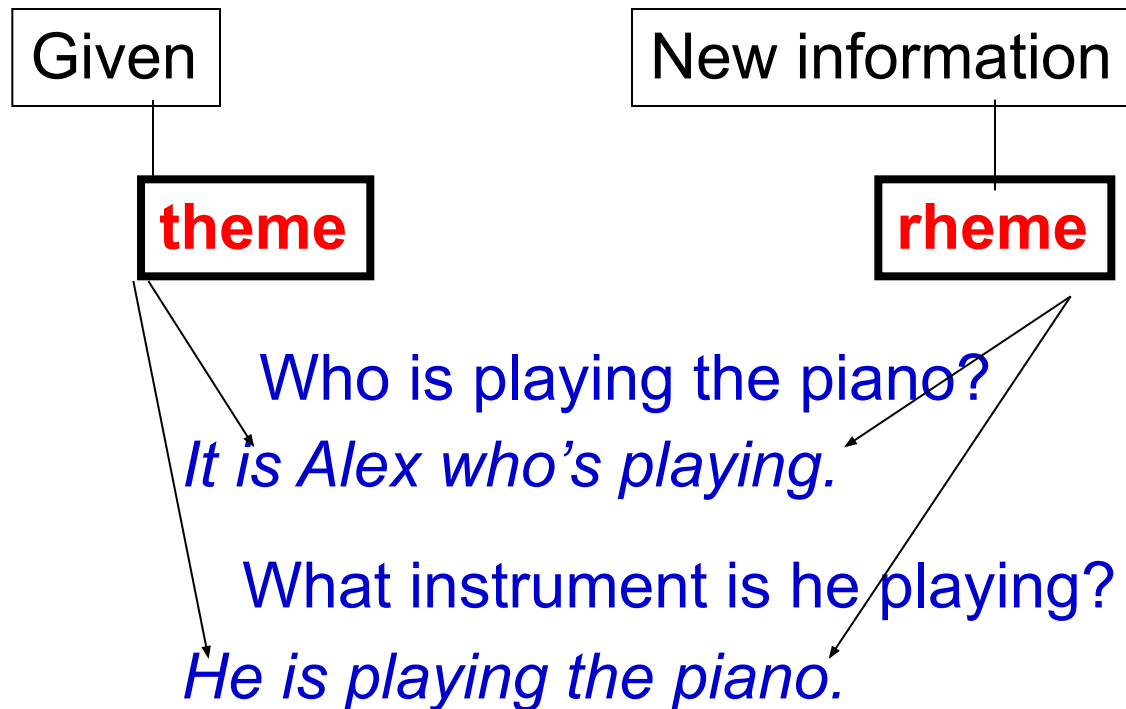 Given
New information
theme
rheme
Who is playing the piano?
It is Alex who’s playing.
What instrument is he playing?
He is playing the piano.